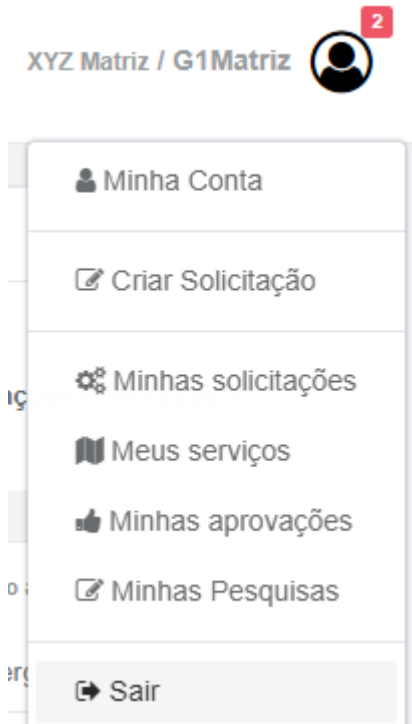 2
XYZ Matriz / G1Matriz
Minha Conta
Criar Solicitação
Minhas solicitações
Meus serviços
Minhas aprovações
Minhas Pesquisas
Sair